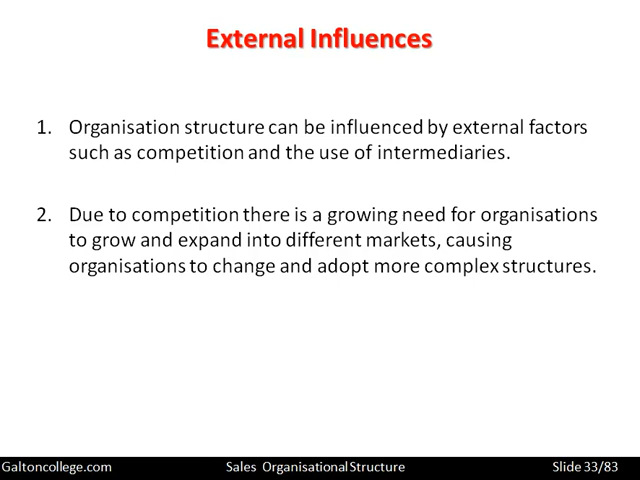 External Influences
1. Organisation structure can be influenced by external factors
such as competition and the use of intermediaries.
2. Due to competition there is a growing need for organisations
to grow and expand into different markets, causing
organisations to change and adopt more complex structures.
Galtoncollege.com Sales Organisational Structure Slide 33/83